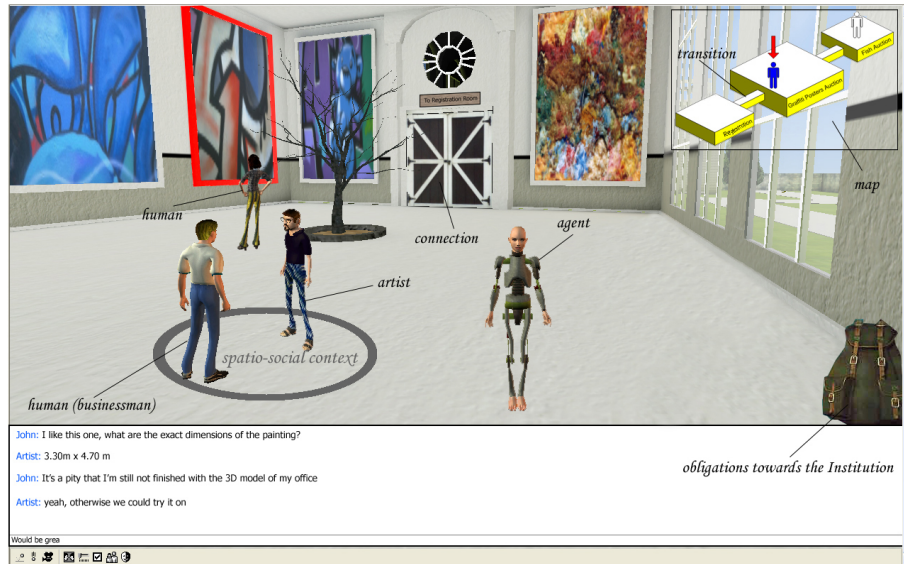 transition
Fish Auction
Graffiti Posters Auction
Registration
To Registration Room
map
human
connection
agent
artist
spatio-social context
human (businman)
obligations towards the Institution
John: I like this one, what are the exact dimensions of the painting?
Artist: 3.30m x 4.70 m
John: It's a pity that I'm still not finished with the 3D model of my office
Artist: yeah, otherwise we could try it on
Would be grea